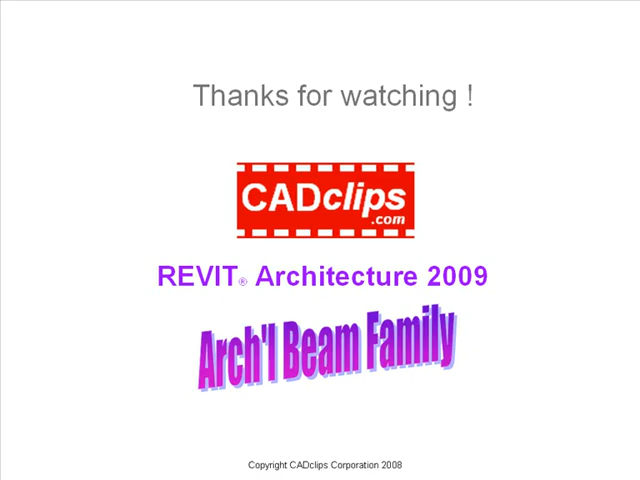 Thanks for watching !
CADclips
.com
REVIT® Architecture 2009
Arch'l Beam Family
Copyright CADclips Corporation 2008